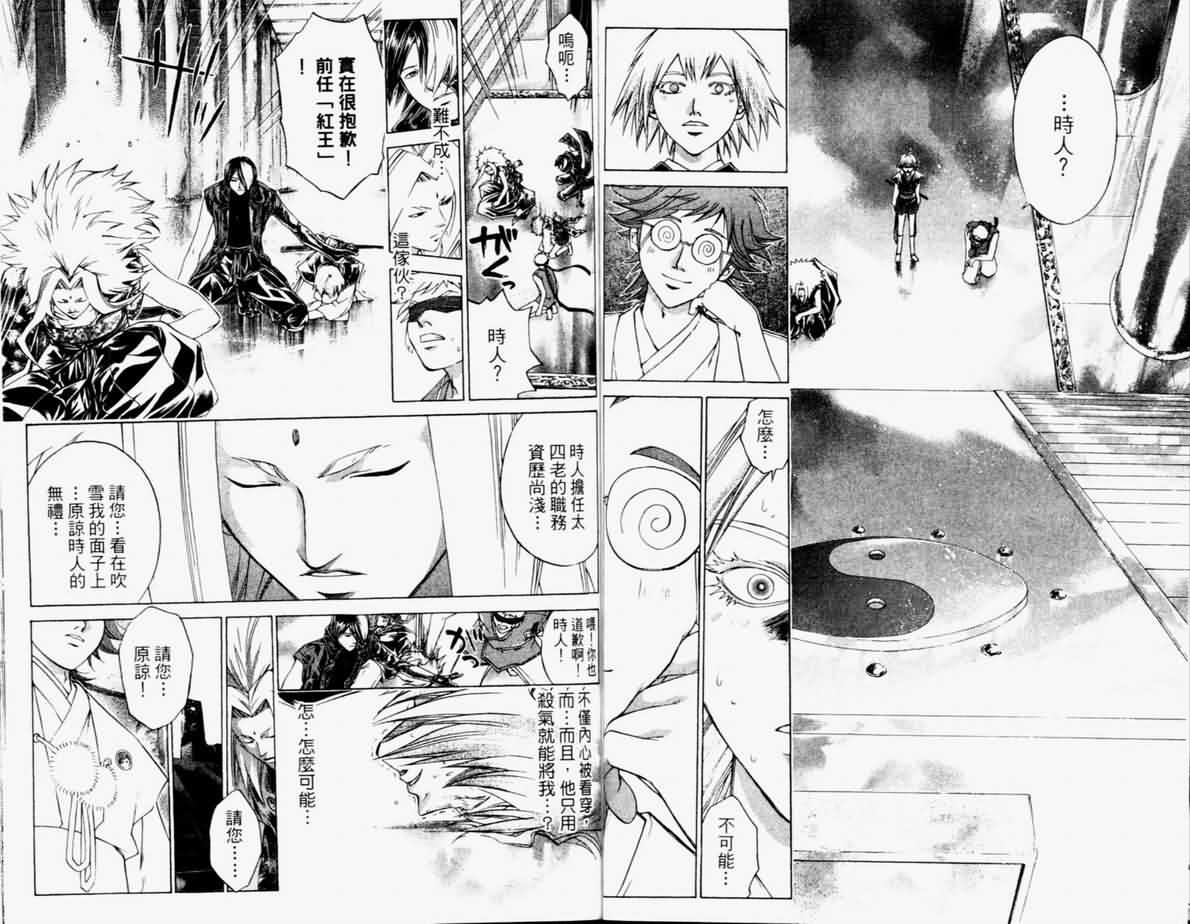 …時人?
怎麼…
不可能…
嗚呃…
がくっ
時人?
難不成…
這傢伙?
實在很抱歉!
前任「紅王」
!
時人擔任太
四老的職務
資歷尚淺…
請您…看在吹
雪我的面子上
…原諒時人的
無禮…
喂!你也
道歉啊!
時人!
不僅內心被看穿,
而…而且,他只用
殺氣就能將我…?
怎…怎麼可能…
請您……
請您…
原諒!